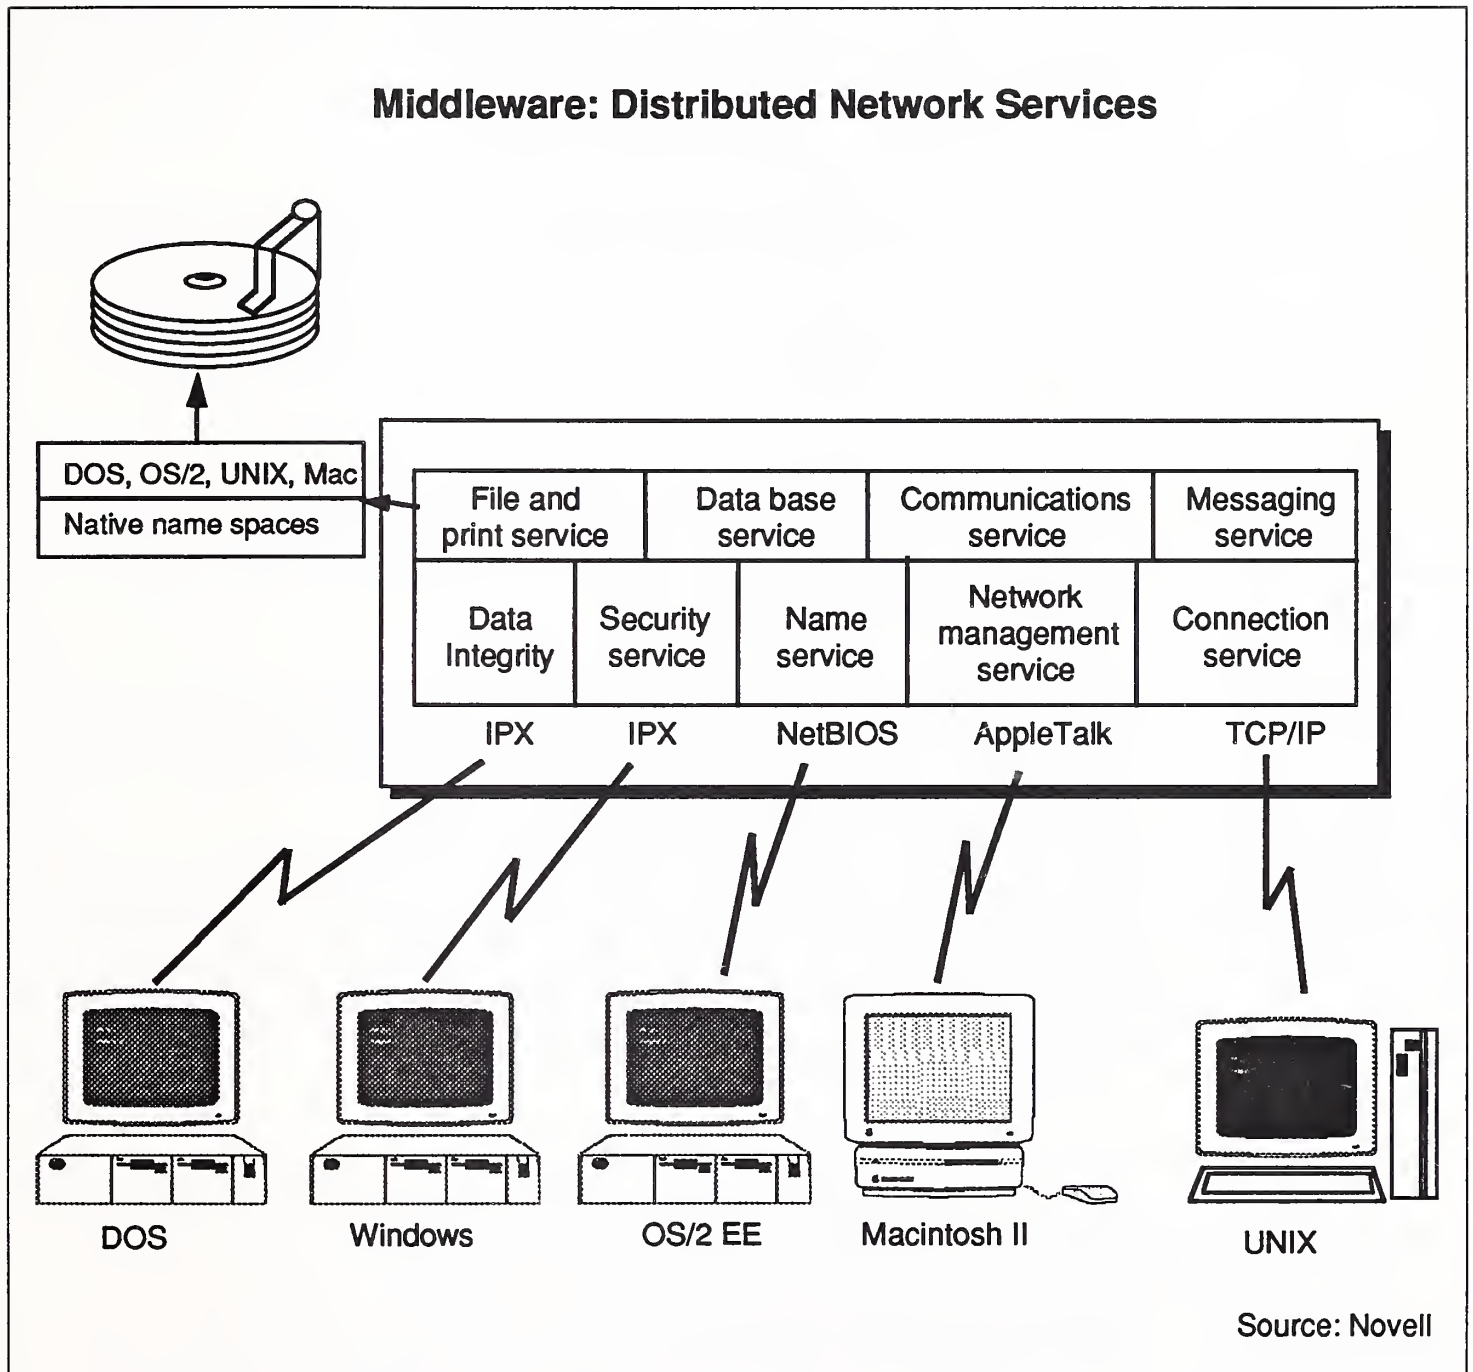 Middleware: Distributed Network Services
DOS, OS/2, UNIX, Mac
Native name spaces
File and
print service
Data base
service
Communications
service
Messaging
service
Data
Integrity
Security
service
Name
service
Network
management
service
Connection
service
IPX
IPX
NetBIOS
AppleTalk
TCP/IP
DOS
Windows
OS/2 EE
Macintosh II
UNIX
Source: Novell